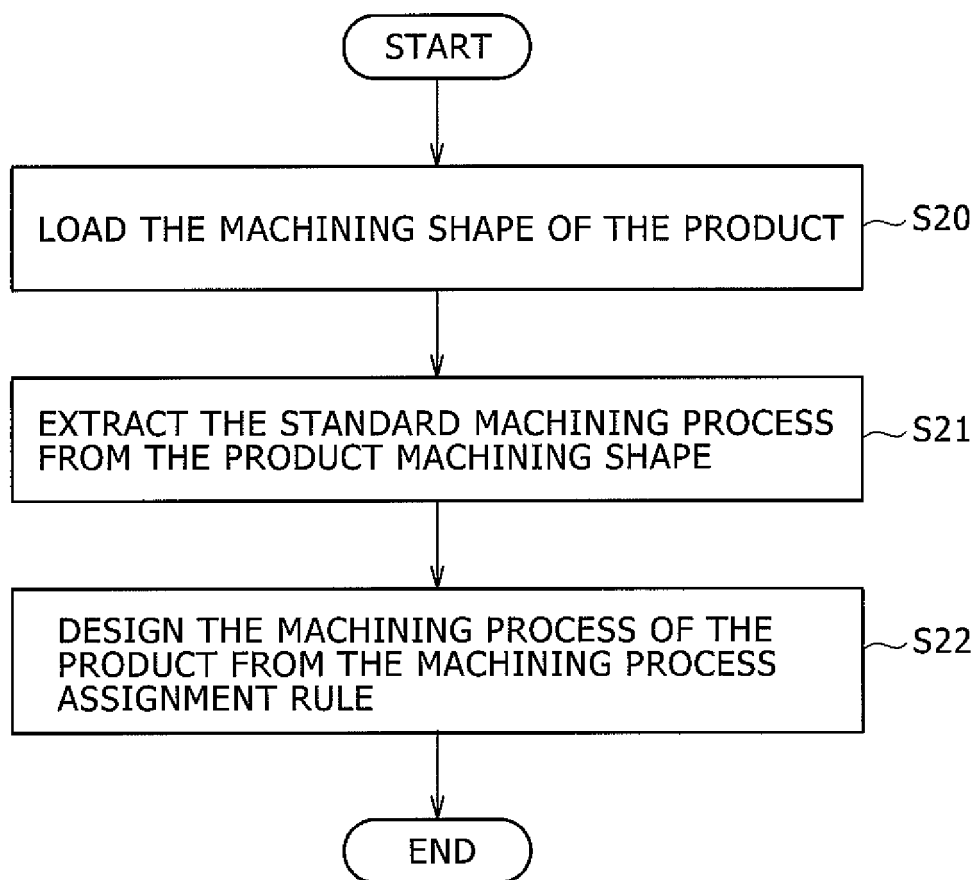 START
LOAD THE MACHINING SHAPE OF THE PRODUCT
S20
EXTRACT THE STANDARD MACHINING PROCESS
FROM THE PRODUCT MACHINING SHAPE
S21
DESIGN THE MACHINING PROCESS OF THE
PRODUCT FROM THE MACHINING PROCESS
ASSIGNMENT RULE
S22
END